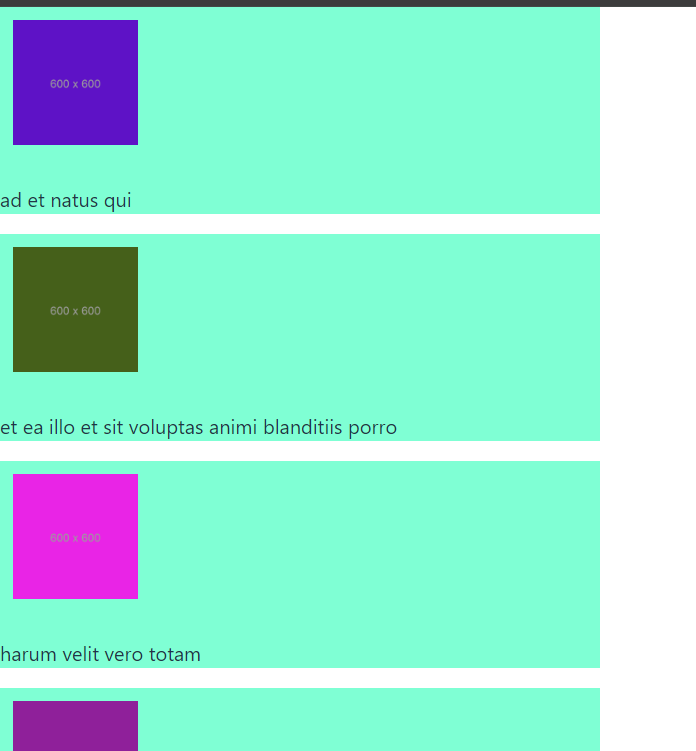 600 x 600
ad et natus qui
600 x 600
et ea illo et sit voluptas animi blanditiis porro
600 x 600
harum velit vero totam